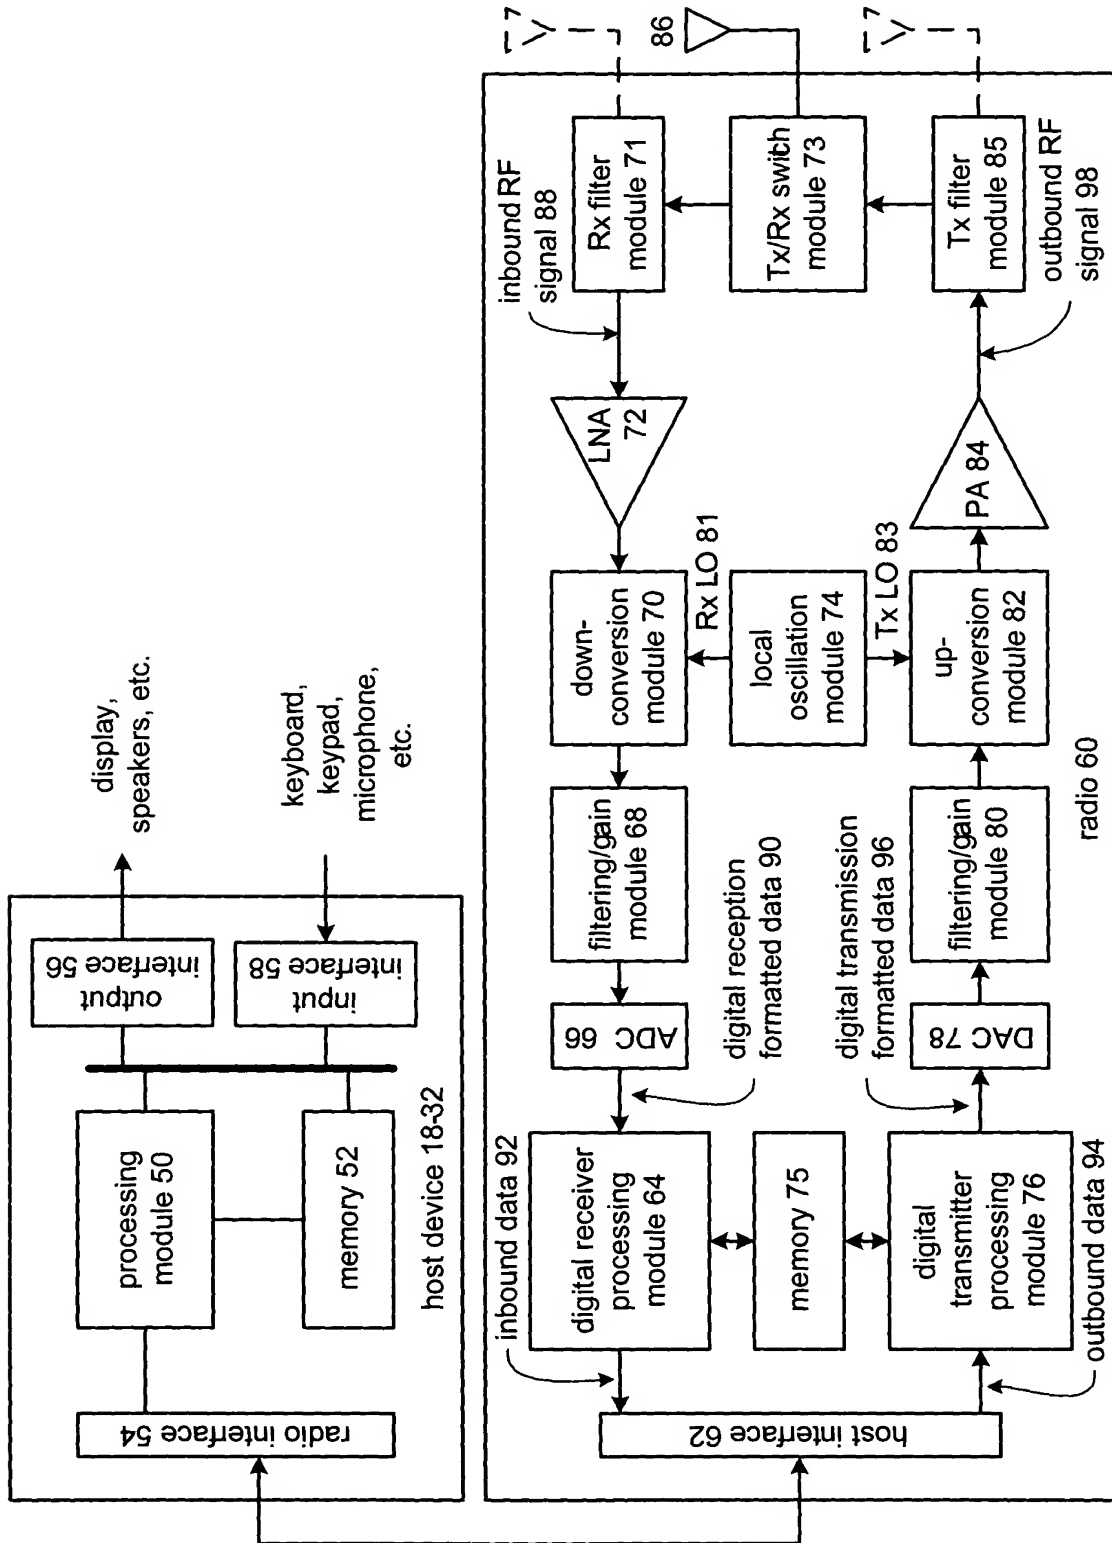 display,
speakers, etc.
keyboard,
keypad,
microphone,
etc.
output
interface 56
input
interface 58
processing
module 50
memory 52
radio interface 54
host device 18-32
86
7
7
inbound RF
signal 88
Rx filter
module 71
Tx/Rx switch
module 73
Tx filter
module 85
outbound RF
signal 98
LNA
72
PA 84
down-
conversion
module 70
Rx LO 81
local
oscillation
module 74
Tx LO 83
up-
conversion
module 82
filtering/gain
module 68
filtering/gain
module 80
ADC 66
DAC 78
digital reception
formatted data 90
digital transmission
formatted data 96
inbound data 92
digital receiver
processing
module 64
memory 75
digital
transmitter
processing
module 76
outbound data 94
host interface 62
radio 60